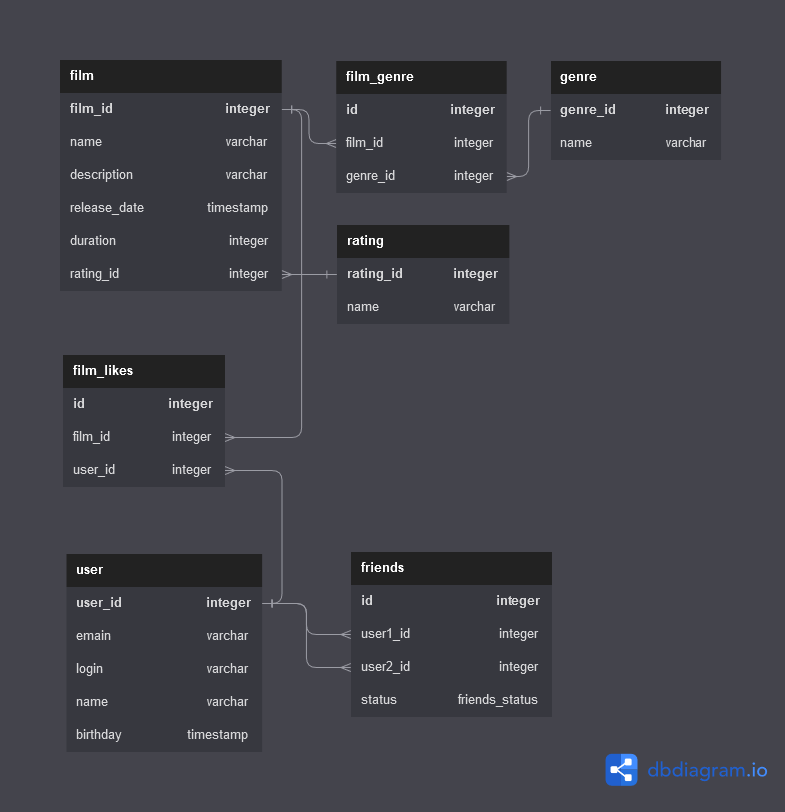 film
film_id integer
name varchar
description varchar
release_date timestamp
duration integer
rating_id integer
film_genre
id integer
film_id integer
genre_id integer
genre
genre_id integer
name varchar
rating
rating_id integer
name varchar
film_likes
id integer
film_id integer
user_id integer
user
user_id integer
emain varchar
login varchar
name varchar
birthday timestamp
friends
id integer
user1_id integer
user2_id integer
status friends_status
dbdiagram.io